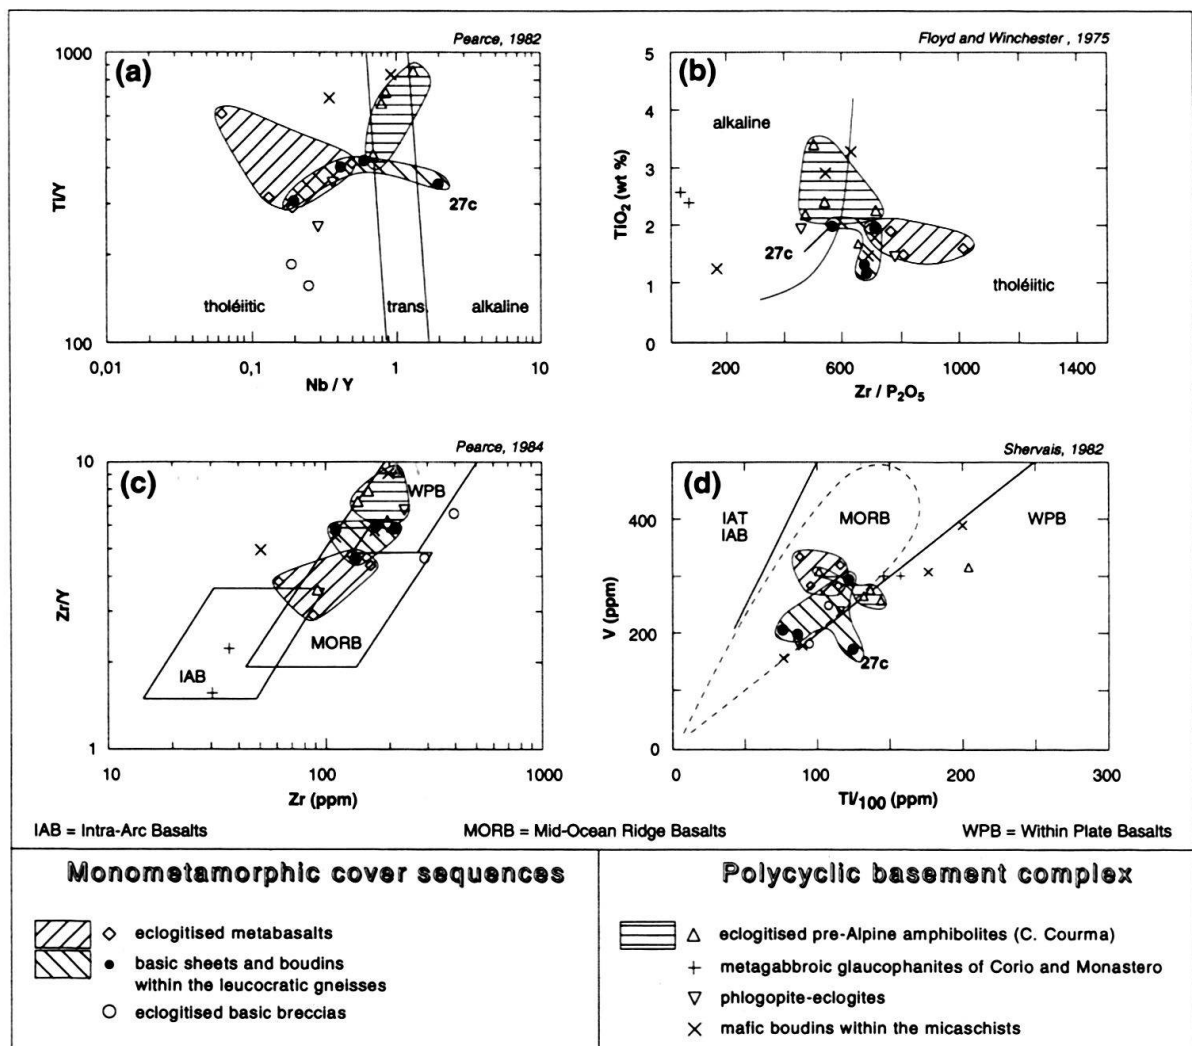 Pearce, 1982
(a)
1000
Ti/Y
27c
tholéiitic
trans.
alkaline
100
0,01
0,1
1
10
Nb / Y
Floyd and Winchester , 1975
(b)
5
4
3
2
1
0
TIO2 (wt %)
alkaline
27c
tholéiitic
200
600
1000
1400
Zr / P2O5
Pearce, 1984
(c)
10
Zr/Y
WPB
MORB
IAB
1
10
100
1000
Zr (ppm)
Shervais, 1982
(d)
400
200
0
V (ppm)
IAT
IAB
MORB
WPB
27c
0
100
200
300
TI/100 (ppm)
IAB = Intra-Arc Basalts
MORB = Mid-Ocean Ridge Basalts
WPB = Within Plate Basalts
Monometamorphic cover sequences
eclogitised metabasalts
basic sheets and boudins
within the leucocratic gneisses
eclogitised basic breccias
Polycyclic basement complex
eclogitised pre-Alpine amphibolites (C. Courma)
metagabbroic glaucophanites of Corio and Monastero
phlogopite-eclogites
mafic boudins within the micaschists